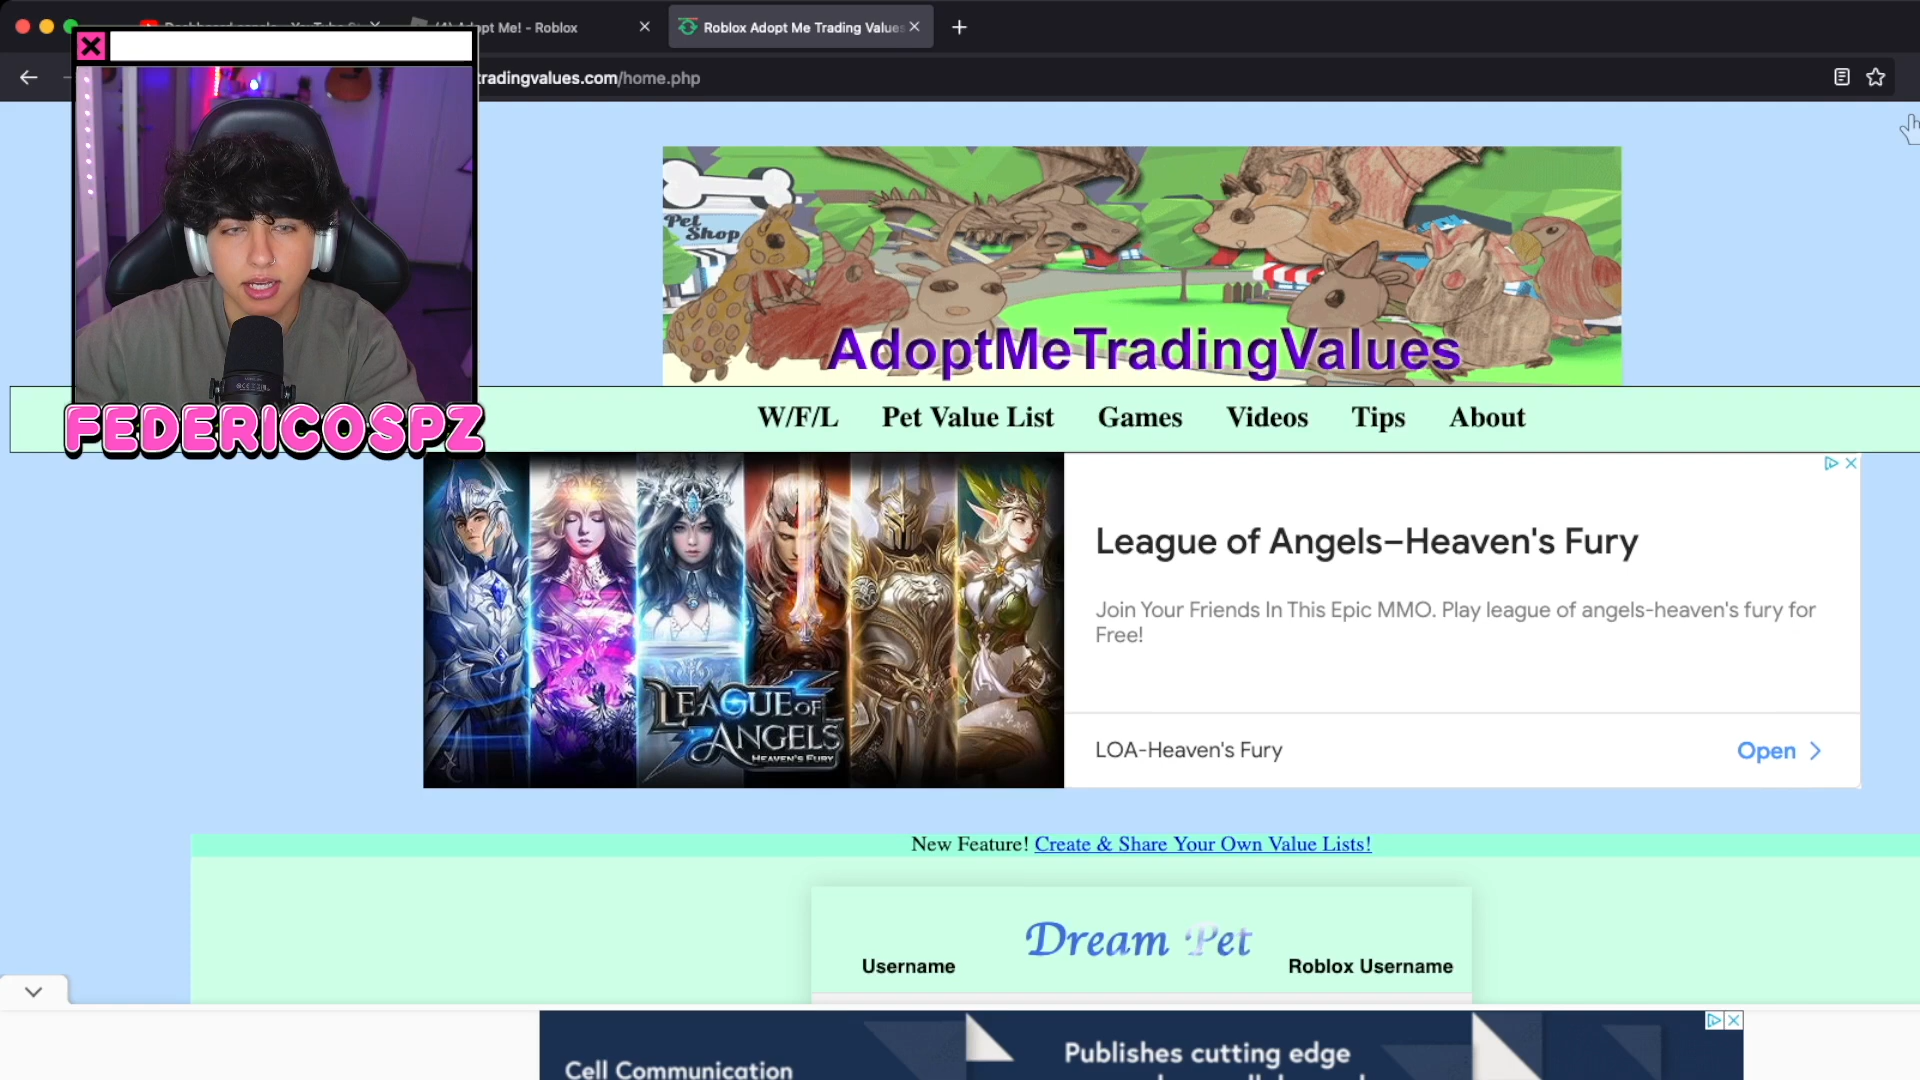 pt Me! - Roblox
Roblox Adopt Me Trading Values
tradingvalues.com/home.php
Pet
Shop
AdoptMeTradingValues
W/F/L Pet Value List Games Videos Tips About
FEDERICOSPZ
League of Angels–Heaven's Fury
Join Your Friends In This Epic MMO. Play league of angels-heaven's fury for
Free!
LEAGUE OF
ANGELS
HEAVEN'S FURY
LOA-Heaven's Fury
Open
New Feature! Create & Share Your Own Value Lists!
Dream Pet
Username Roblox Username
Cell Communication
Publishes cutting edge